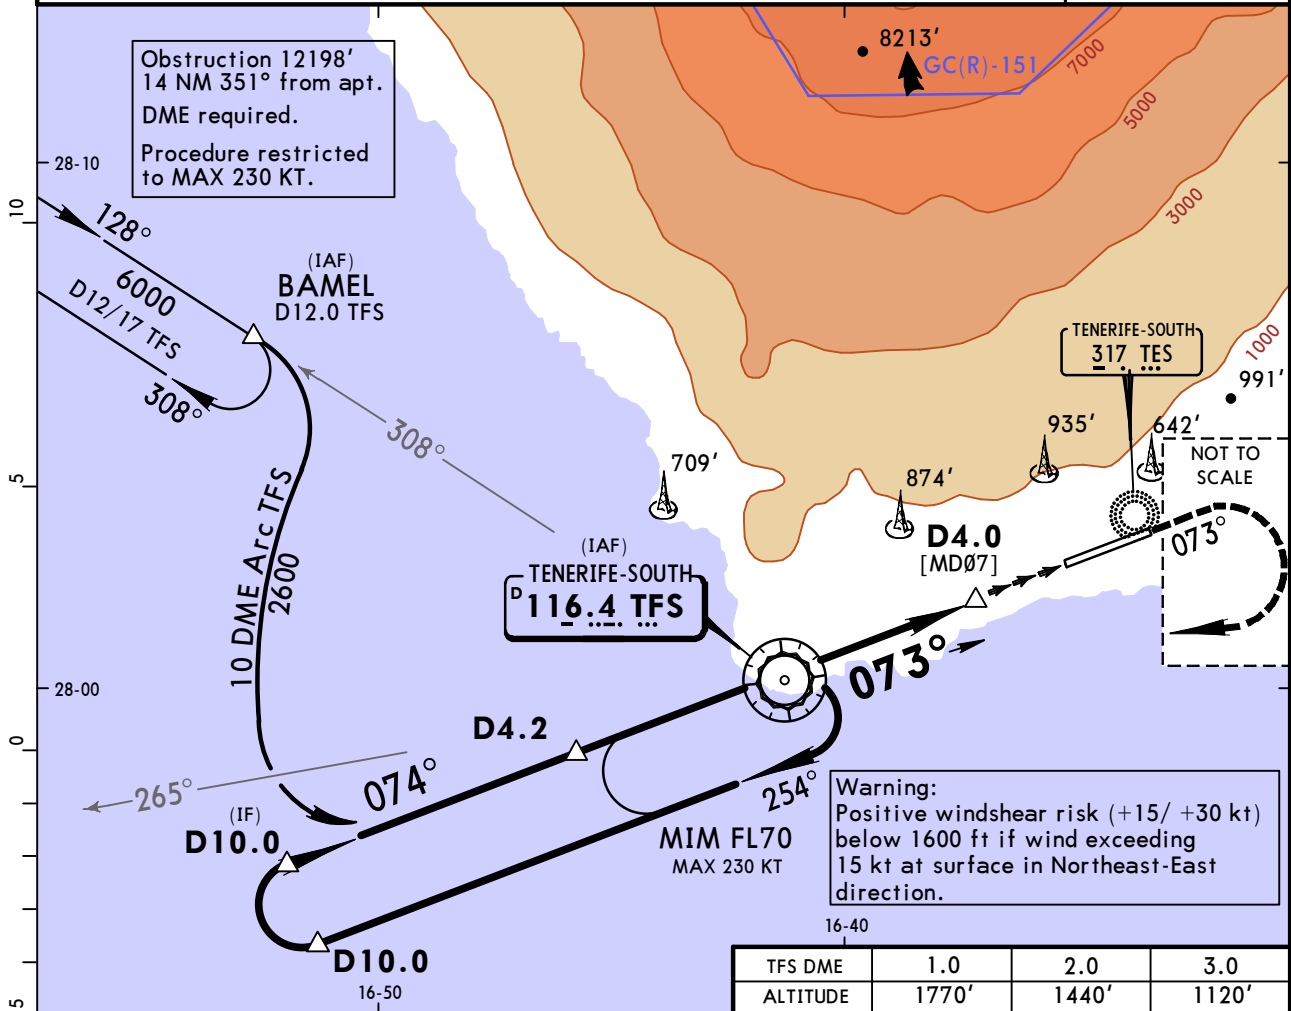 Obstruction 12198'
14 NM 351° from apt.
DME required.
Procedure restricted
to MAX 230 KT.
8213'
GC(R)-151
7000
5000
3000
1000
28-10
10
128°
6000
D12/17 TFS
308°
(IAF)
BAMEL
D12.0 TFS
308°
TENERIFE-SOUTH
317 TES
991'
935'
642'
709'
874'
NOT TO
SCALE
5
10 DME Arc TFS
2600
(IAF)
TENERIFE-SOUTH
D 116.4 TFS
D4.0
[MDØ7]
073°
073°
28-00
0
D4.2
265°
074°
254°
(IF)
D10.0
MIM FL70
MAX 230 KT
Warning:
Positive windshear risk (+15/ +30 kt)
below 1600 ft if wind exceeding
15 kt at surface in Northeast-East
direction.
D10.0
16-50
16-40
5
TFS DME 1.0 2.0 3.0
ALTITUDE 1770' 1440' 1120'